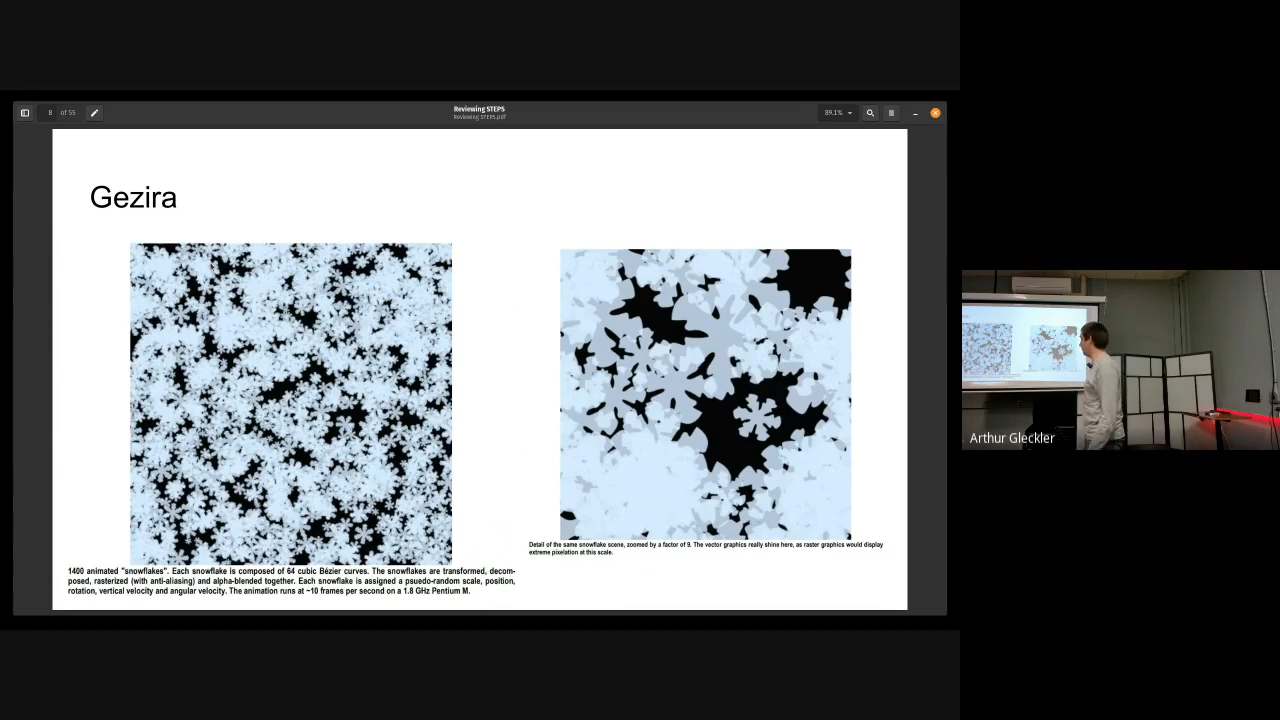 Reviewing STEPS
8 of 55
Reviewing STEPS.pdf
89.1%
Gezira
1400 animated "snowflakes". Each snowflake is composed of 64 cubic Bézier curves. The snowflakes are transformed, decom-
posed, rasterized (with anti-aliasing) and alpha-blended together. Each snowflake is assigned a psuedo-random scale, position,
rotation, vertical velocity and angular velocity. The animation runs at ~10 frames per second on a 1.8 GHz Pentium M.
Detail of the same snowflake scene, zoomed by a factor of 9. The vector graphics really shine here, as raster graphics would display
extreme pixelation at this scale.
Arthur Gleckler